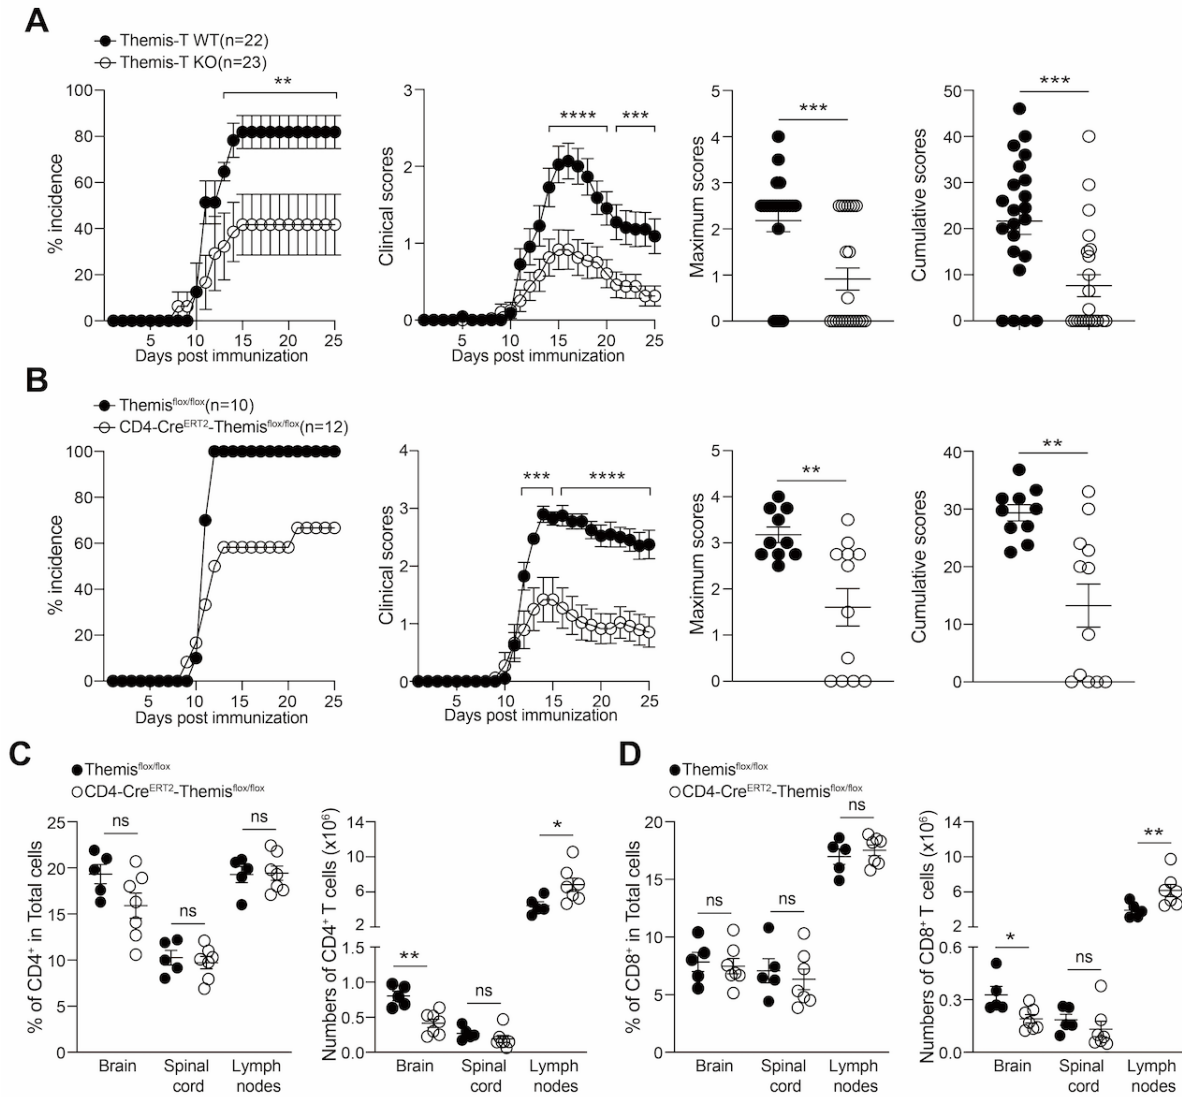 A
Themis-T WT(n=22)
Themis-T KO(n=23)
% incidence
100
80
60
40
20
0
**
5 10 15 20 25
Days post immunization
Clinical scores
3
2
1
0
**** ***
5 10 15 20 25
Days post immunization
Maximum scores
5
4
3
2
1
0
***
Cumulative scores
50
40
30
20
10
0
***
B
Themisflox/flox(n=10)
CD4-CreERT2-Themisflox/flox(n=12)
% incidence
100
80
60
40
20
0
5 10 15 20 25
Days post immunization
Clinical scores
4
3
2
1
0
*** ****
5 10 15 20 25
Days post immunization
Maximum scores
5
4
3
2
1
0
**
Cumulative scores
40
30
20
10
0
**
C
Themisflox/flox
CD4-CreERT2-Themisflox/flox
% of CD4+ in Total cells
25
20
15
10
5
0
ns ns ns
Brain Spinal cord Lymph nodes
Numbers of CD4+ T cells (x10⁶)
14
10
6
2
1.5
1.0
0.5
0.0
** ns *
Brain Spinal cord Lymph nodes
D
Themisflox/flox
CD4-CreERT2-Themisflox/flox
% of CD8+ in Total cells
20
15
10
5
0
ns ns ns
Brain Spinal cord Lymph nodes
Numbers of CD8+ T cells (x10⁶)
14
10
6
2
0.6
0.3
0.0
* ns **
Brain Spinal cord Lymph nodes